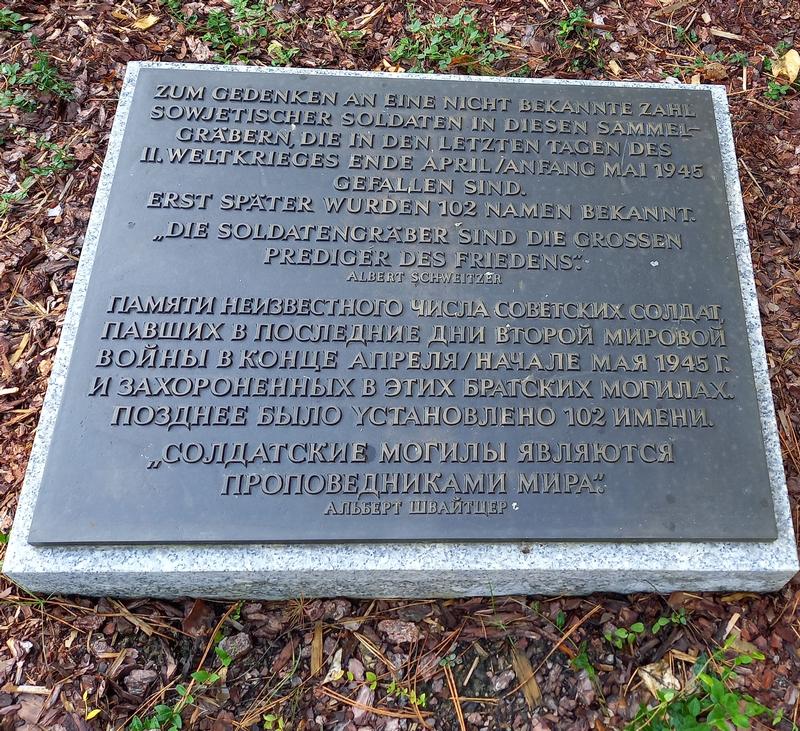 ZUM GEDENKEN AN EINE NICHT BEKANNTE ZAHL
SOWJETISCHER SOLDATEN IN DIESEN SAMMEL-
GRÄBERN, DIE IN DEN LETZTEN TAGEN DES
II. WELTKRIEGES ENDE APRIL/ANFANG MAI 1945
GEFALLEN SIND.
ERST SPÄTER WURDEN 102 NAMEN BEKANNT.
„DIE SOLDATENGRÄBER SIND DIE GROSSEN
PREDIGER DES FRIEDENS“.
ALBERT SCHWEITZER
ПАМЯТИ НЕИЗВЕСТНОГО ЧИСЛА СОВЕТСКИХ СОЛДАТ,
ПАВШИХ В ПОСЛЕДНИЕ ДНИ ВТОРОЙ МИРОВОЙ
ВОЙНЫ В КОНЦЕ АПРЕЛЯ/НАЧАЛЕ МАЯ 1945 Г.
И ЗАХОРОНЕННЫХ В ЭТИХ БРАТСКИХ МОГИЛАХ.
ПОЗДНЕЕ БЫЛО УСТАНОВЛЕНО 102 ИМЕНИ.
„СОЛДАТСКИЕ МОГИЛЫ ЯВЛЯЮТСЯ
ПРОПОВЕДНИКАМИ МИРА“.
АЛЬБЕРТ ШВАЙТЦЕР